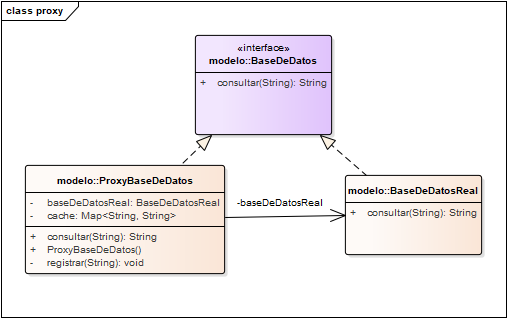 class proxy
«interface»
modelo::BaseDeDatos
+ consultar(String): String
modelo::ProxyBaseDeDatos
- baseDeDatosReal: BaseDeDatosReal
- cache: Map<String, String>
+ consultar(String): String
+ ProxyBaseDeDatos()
- registrar(String): void
-baseDeDatosReal
modelo::BaseDeDatosReal
+ consultar(String): String